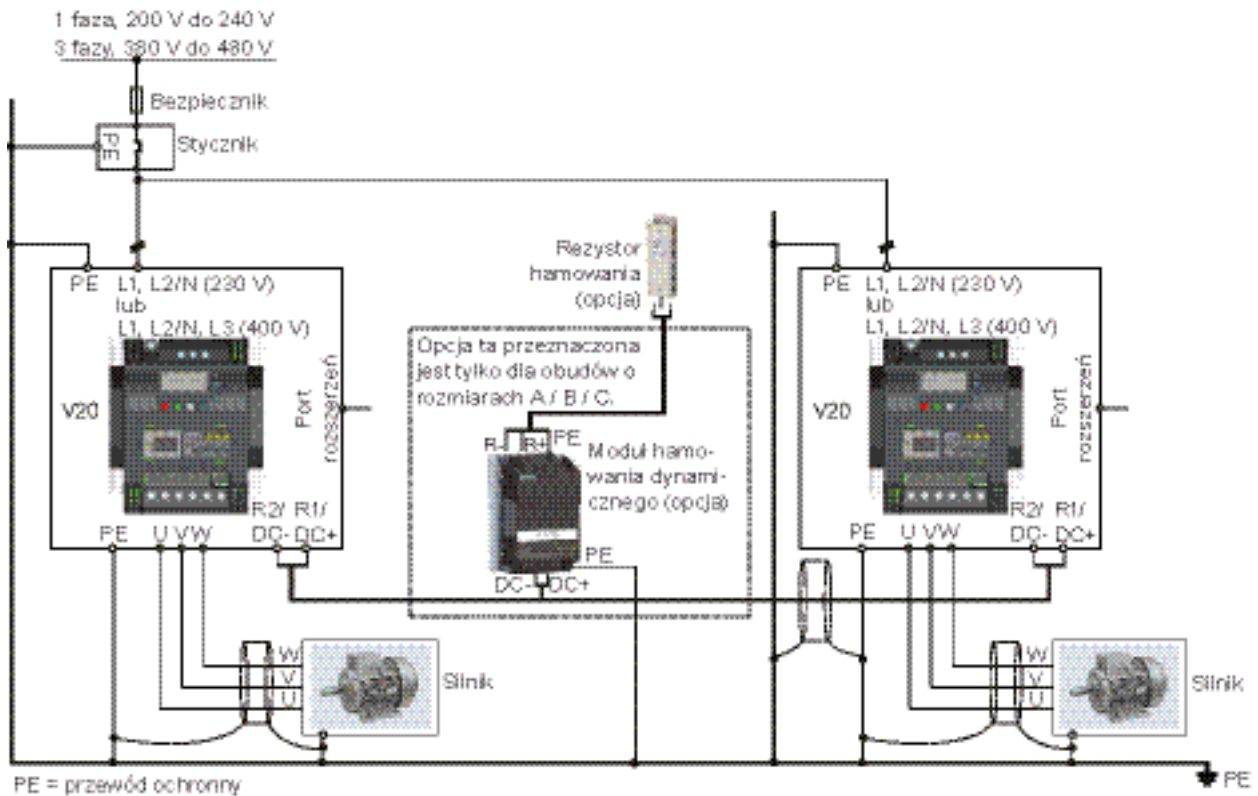 1 faza, 200 V do 240 V
3 fazy, 380 V do 480 V
Bezpiecznik
PE
Stycznik
Rezystor
hamowania
(opcja)
PE
L1, L2/N (230 V)
lub
L1, L2/N, L3 (400 V)
V20
Port
rozszerzeń
R2/
DC-
R1/
DC+
PE
U
V
W
Opcja ta przeznaczona
jest tylko dla obudów o
rozmiarach A / B / C.
R-
R+
PE
Moduł hamo-
wania dynami-
cznego (opcja)
PE
DC-
DC+
PE
L1, L2/N (230 V)
lub
L1, L2/N, L3 (400 V)
V20
Port
rozszerzeń
R2/
DC-
R1/
DC+
PE
U
V
W
W
V
U
Silnik
W
V
U
Silnik
PE = przewód ochronny
PE